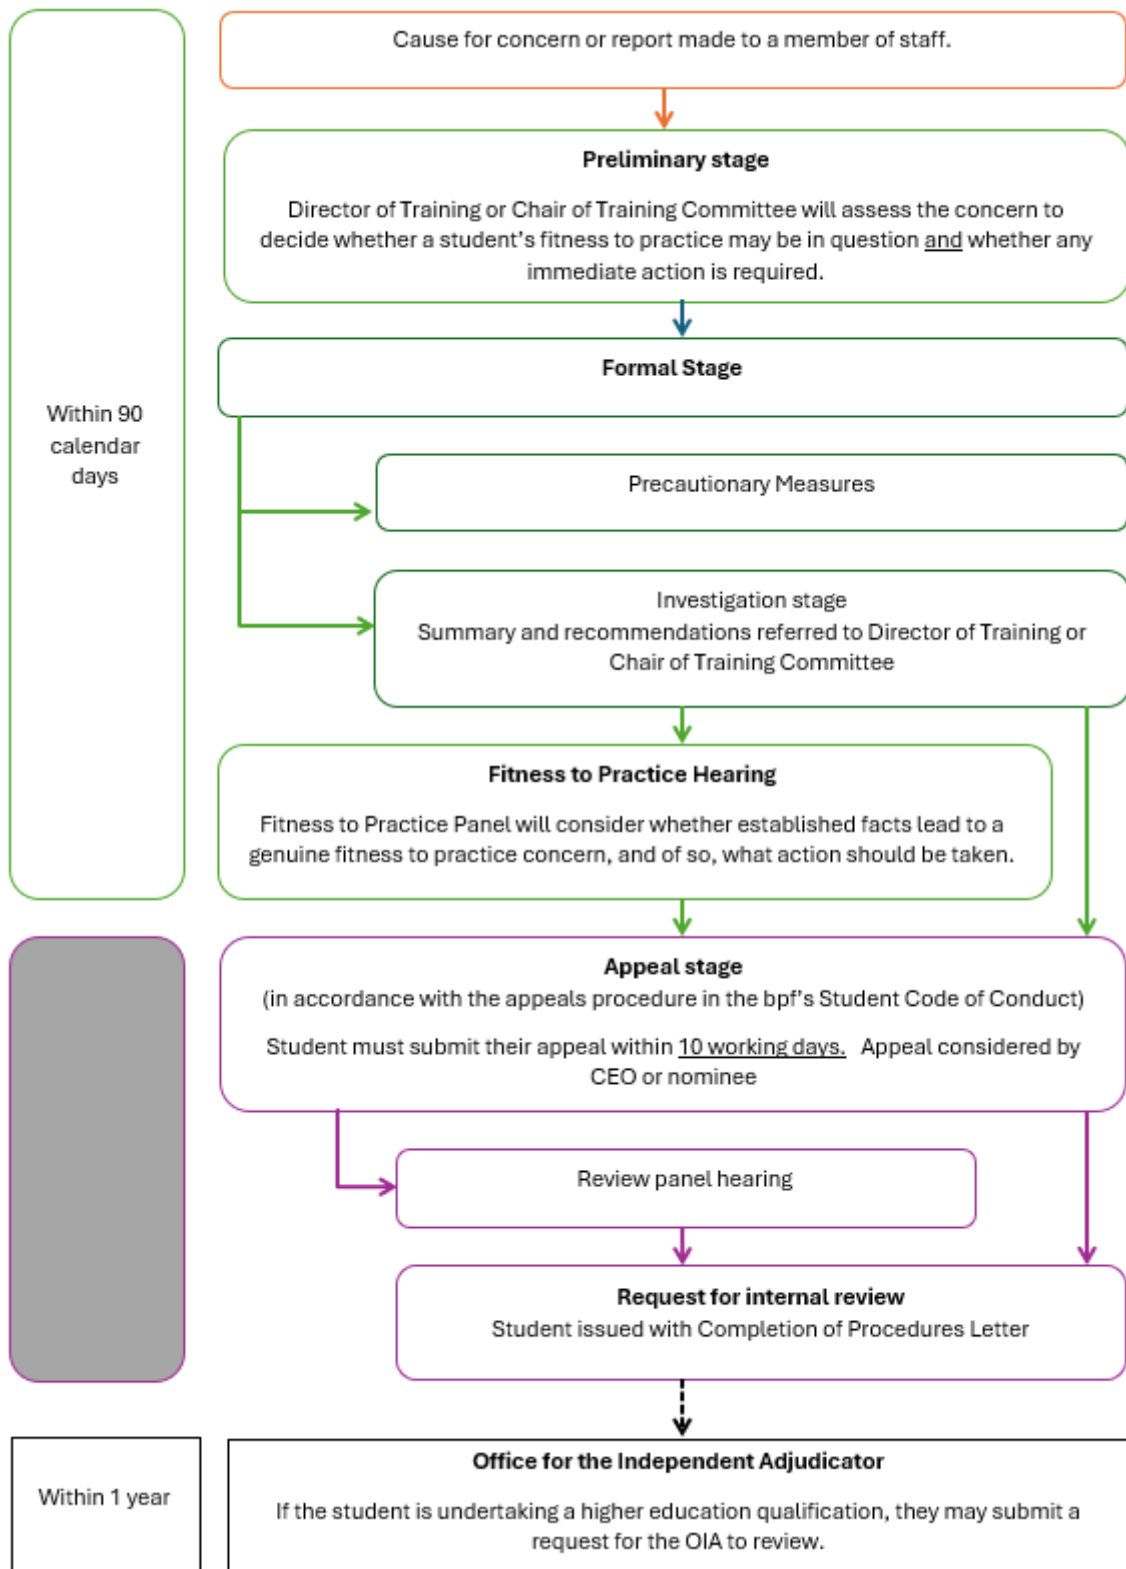 Cause for concern or report made to a member of staff.
Preliminary stage
Director of Training or Chair of Training Committee will assess the concern to
decide whether a student's fitness to practice may be in question and whether any
immediate action is required.
Formal Stage
Within 90
calendar
days
Precautionary Measures
Investigation stage
Summary and recommendations referred to Director of Training or
Chair of Training Committee
Fitness to Practice Hearing
Fitness to Practice Panel will consider whether established facts lead to a
genuine fitness to practice concern, and of so, what action should be taken.
Appeal stage
(in accordance with the appeals procedure in the bpf's Student Code of Conduct)
Student must submit their appeal within 10 working days. Appeal considered by
CEO or nominee
Review panel hearing
Request for internal review
Student issued with Completion of Procedures Letter
Within 1 year
Office for the Independent Adjudicator
If the student is undertaking a higher education qualification, they may submit a
request for the OIA to review.